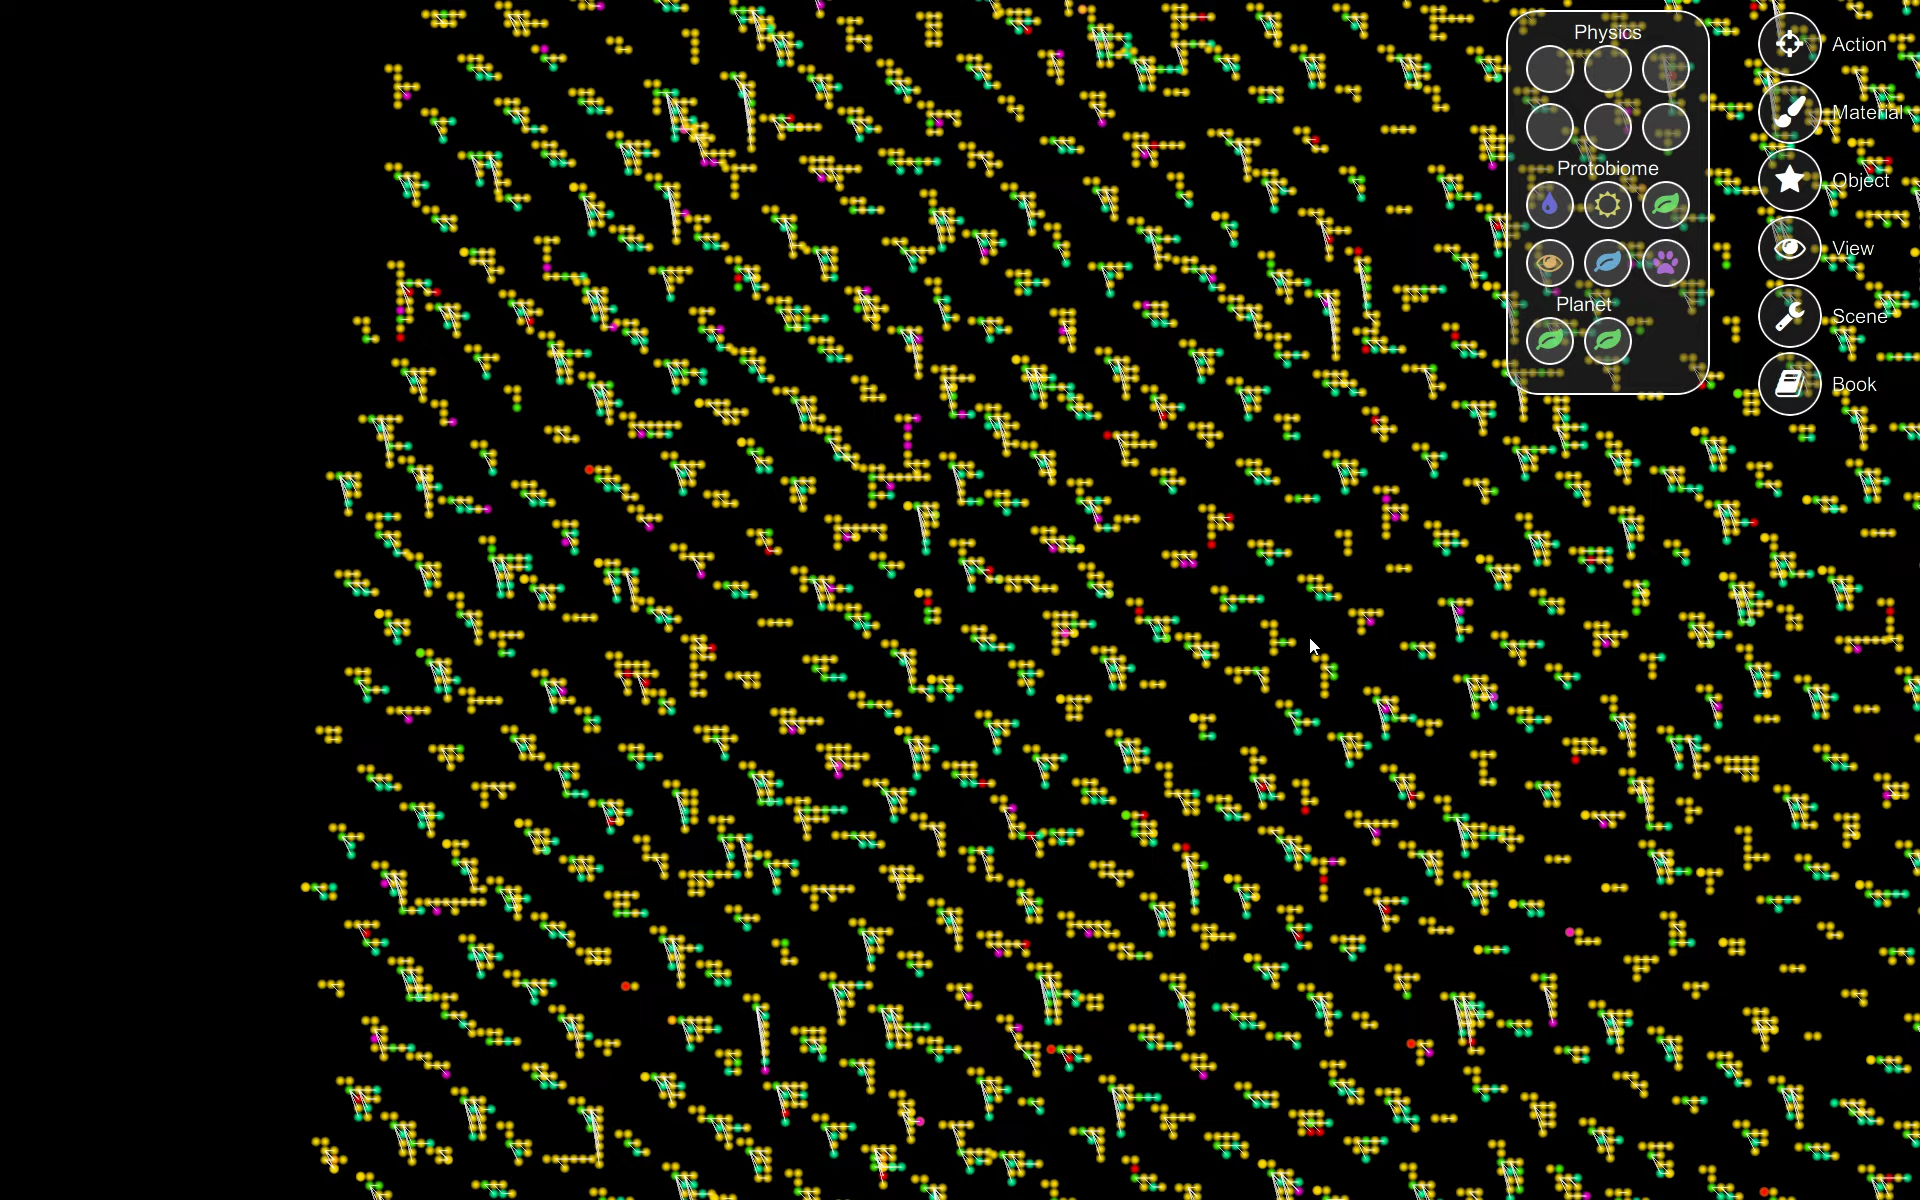 Physics
Protobiome
Planet
Action
Material
Object
View
Scene
Book